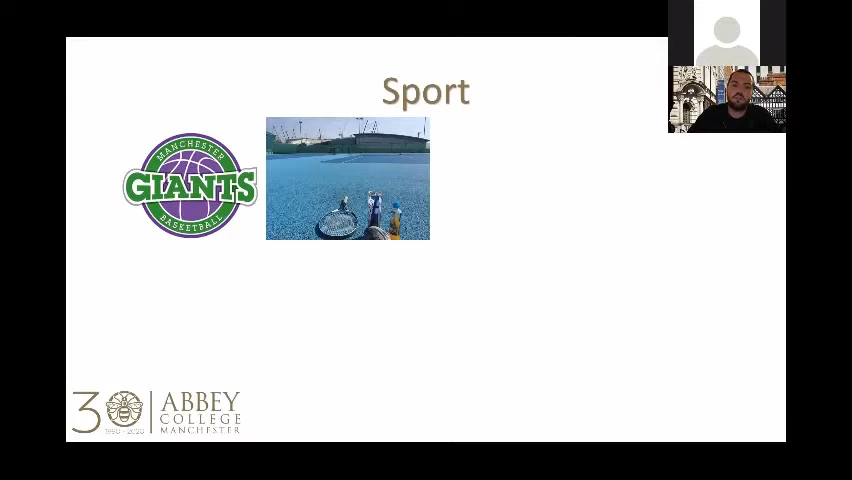 Sport
MANCHESTER
GIANTS
BASKETBALL
30
1990 - 2020
ABBEY
COLLEGE
MANCHESTER